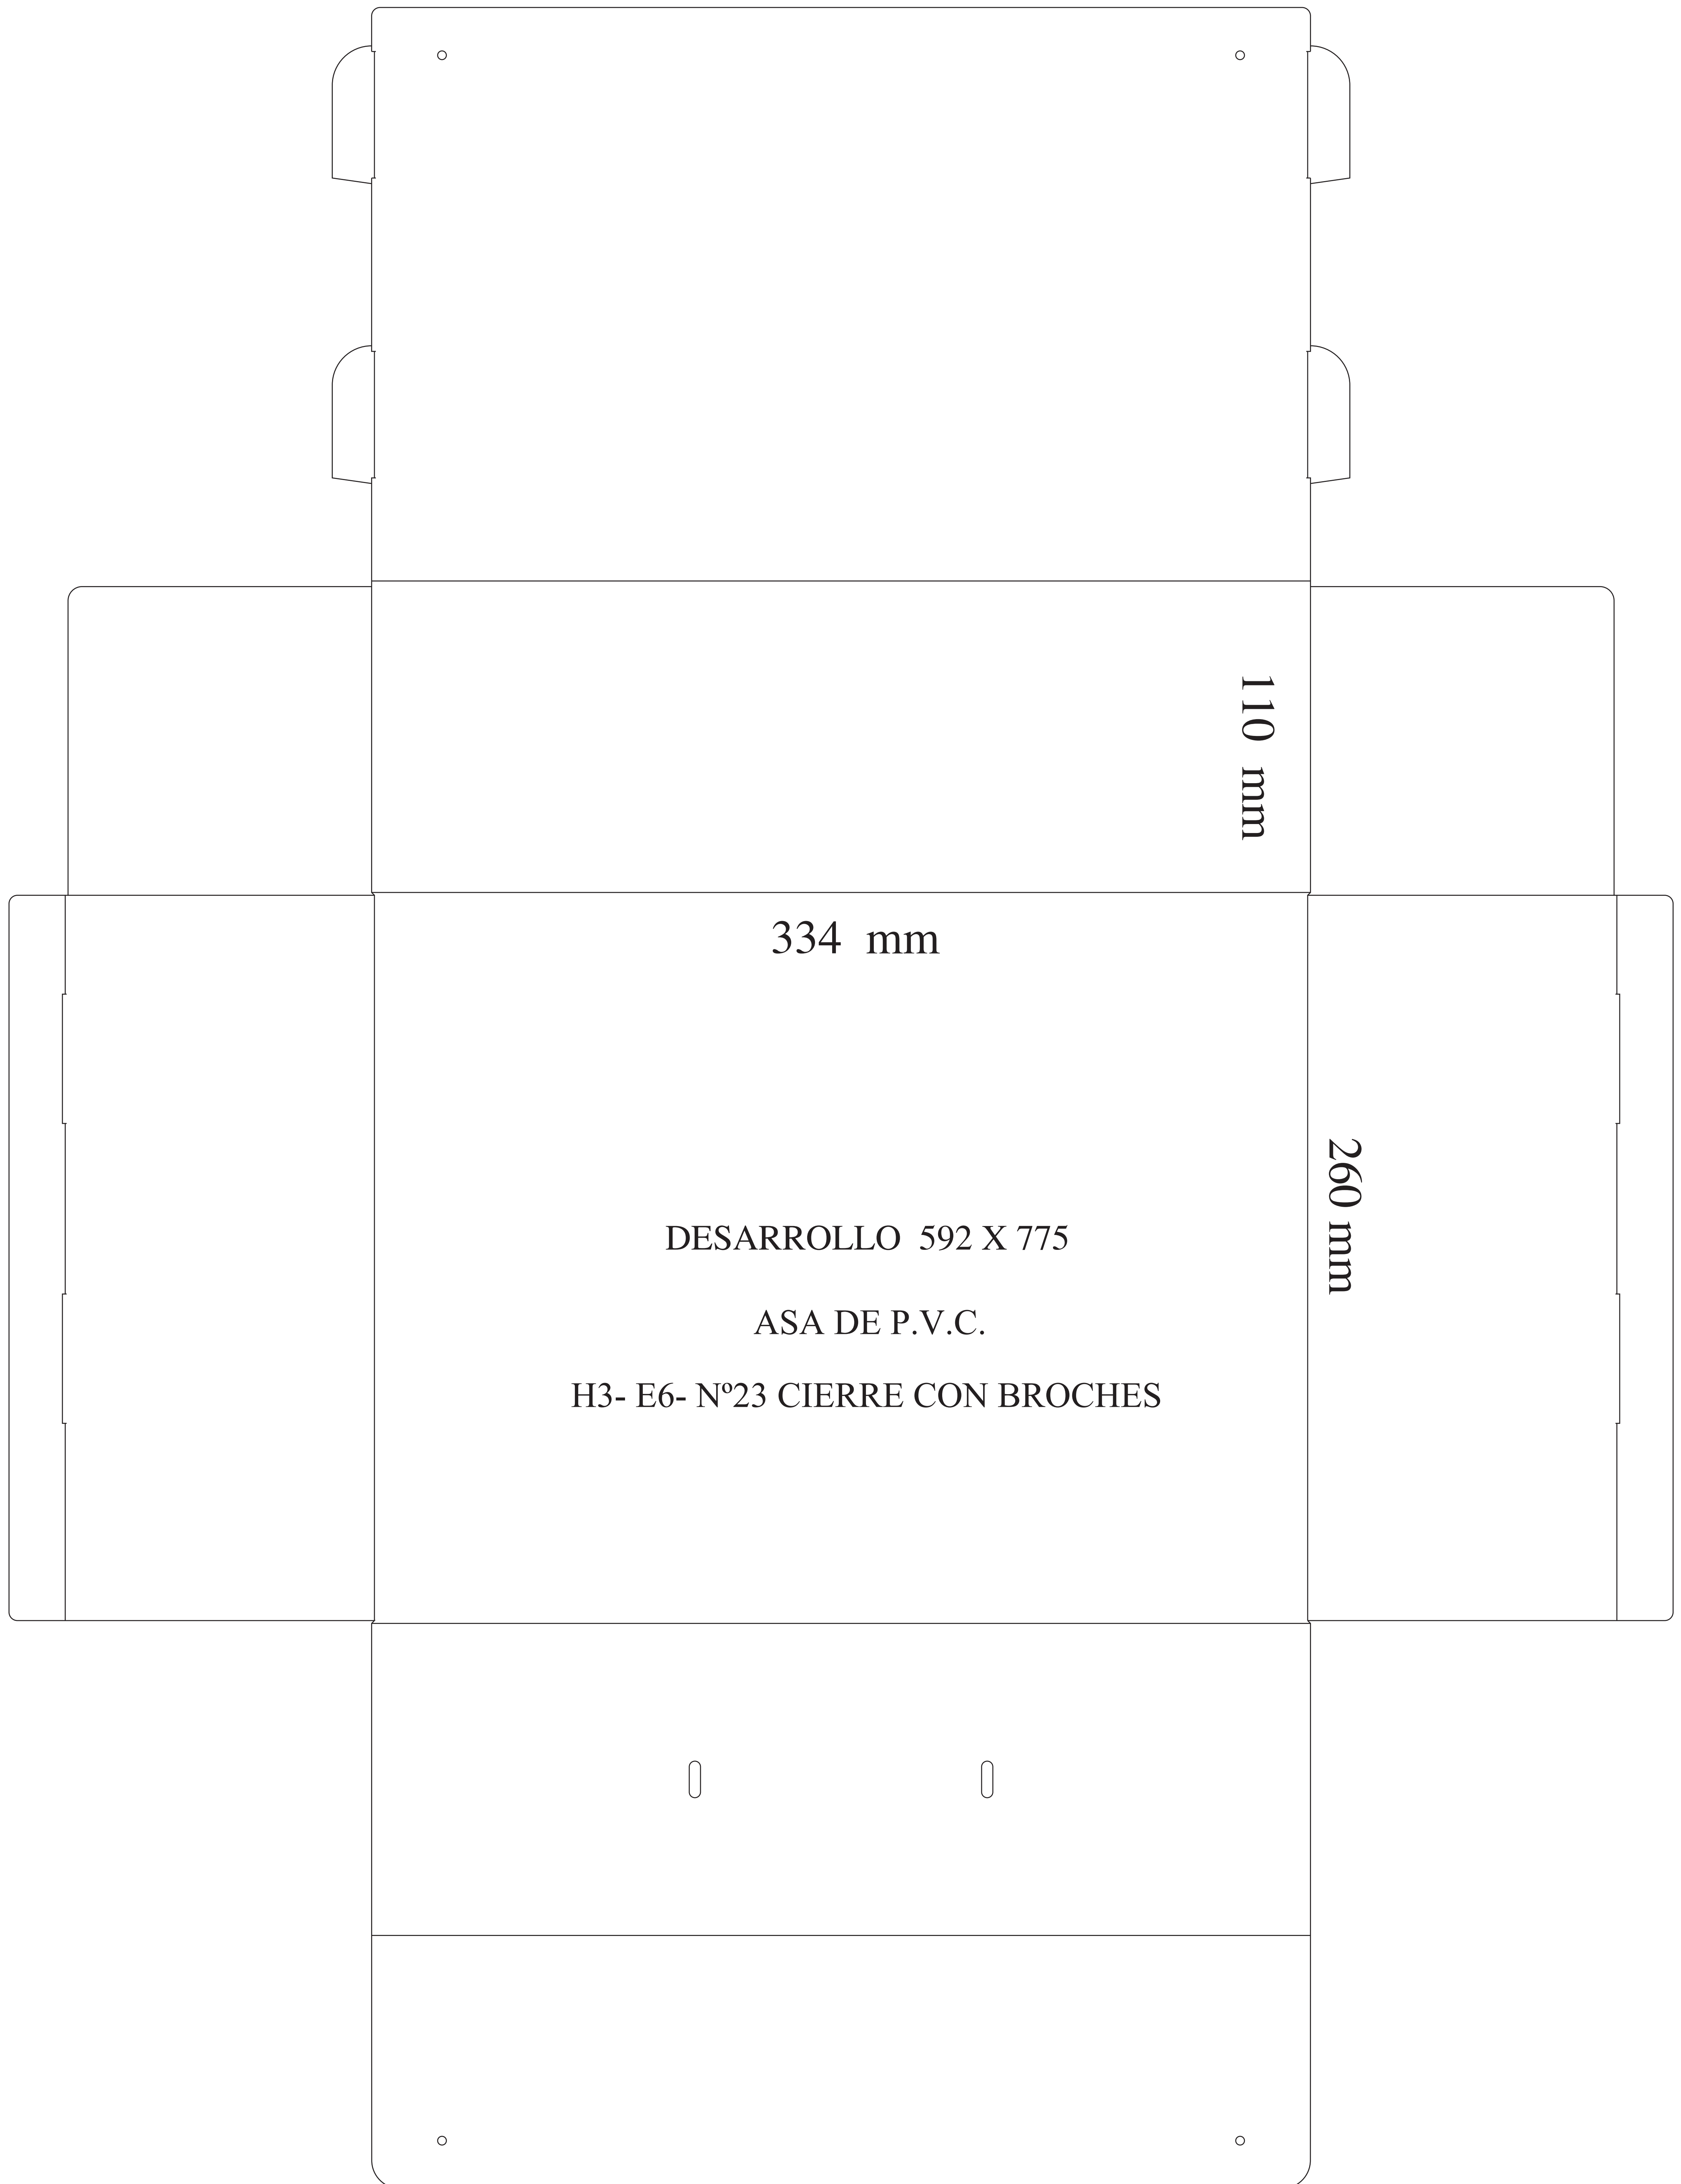 110 mm
334 mm
260 mm
DESARROLLO 592 X 775
ASA DE P.V.C.
H3- E6- Nº23 CIERRE CON BROCHES